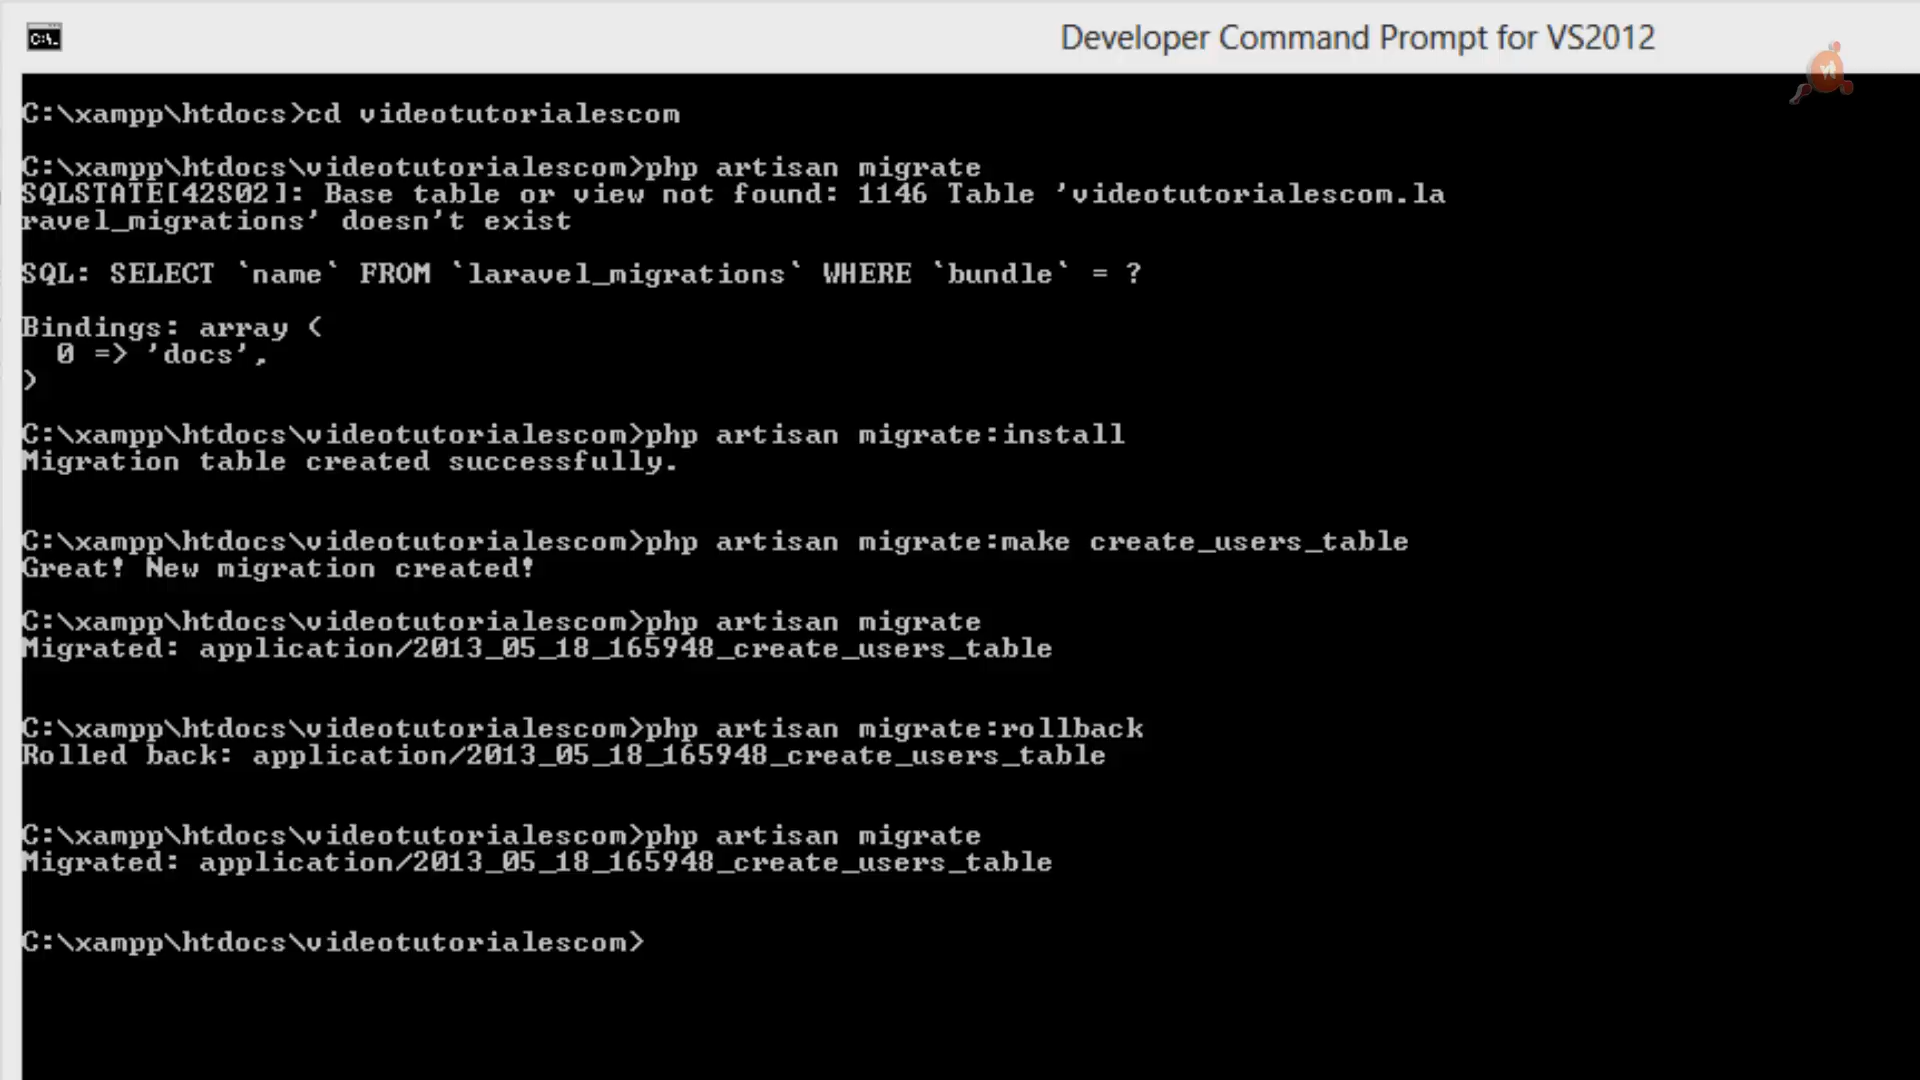 C:\.
Developer Command Prompt for VS2012
vt
C:\xampp\htdocs>cd videotutorialescom
C:\xampp\htdocs\videotutorialescom>php artisan migrate
SQLSTATE[42S02]: Base table or view not found: 1146 Table 'videotutorialescom.la
ravel_migrations' doesn't exist
SQL: SELECT `name` FROM `laravel_migrations` WHERE `bundle` = ?
Bindings: array (
  0 => 'docs',
)
C:\xampp\htdocs\videotutorialescom>php artisan migrate:install
Migration table created successfully.
C:\xampp\htdocs\videotutorialescom>php artisan migrate:make create_users_table
Great! New migration created!
C:\xampp\htdocs\videotutorialescom>php artisan migrate
Migrated: application/2013_05_18_165948_create_users_table
C:\xampp\htdocs\videotutorialescom>php artisan migrate:rollback
Rolled back: application/2013_05_18_165948_create_users_table
C:\xampp\htdocs\videotutorialescom>php artisan migrate
Migrated: application/2013_05_18_165948_create_users_table
C:\xampp\htdocs\videotutorialescom>